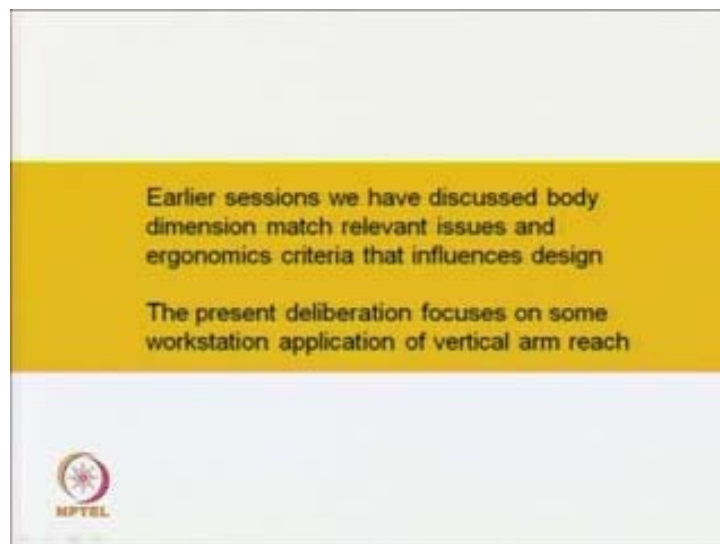 Earlier sessions we have discussed body
dimension match relevant issues and
ergonomics criteria that influences design
The present deliberation focuses on some
workstation application of vertical arm reach
NPTEL